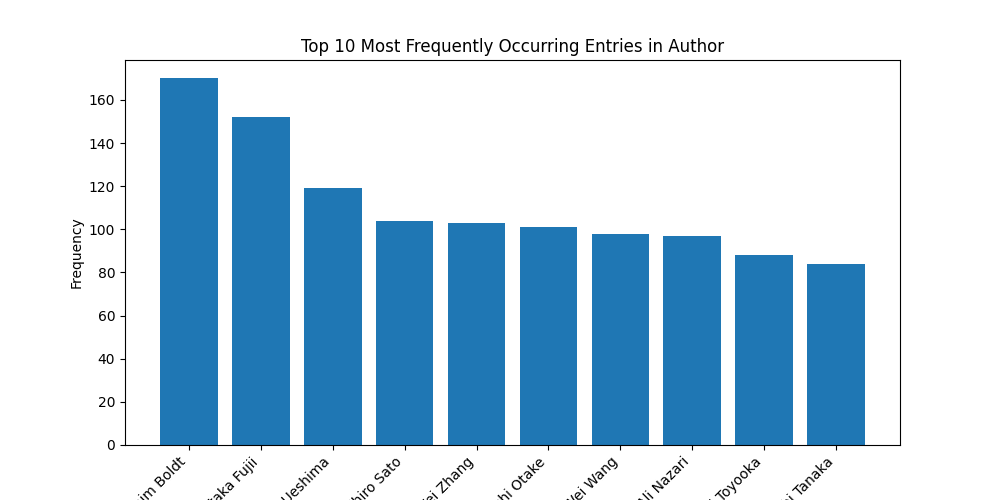 Top 10 Most Frequently Occurring Entries in Author
Frequency
160
140
120
100
80
60
40
20
0
Boldt
Fujii
Ueshima
Sato
Zhang
Otake
Wang
Nazari
Toyooka
Tanaka